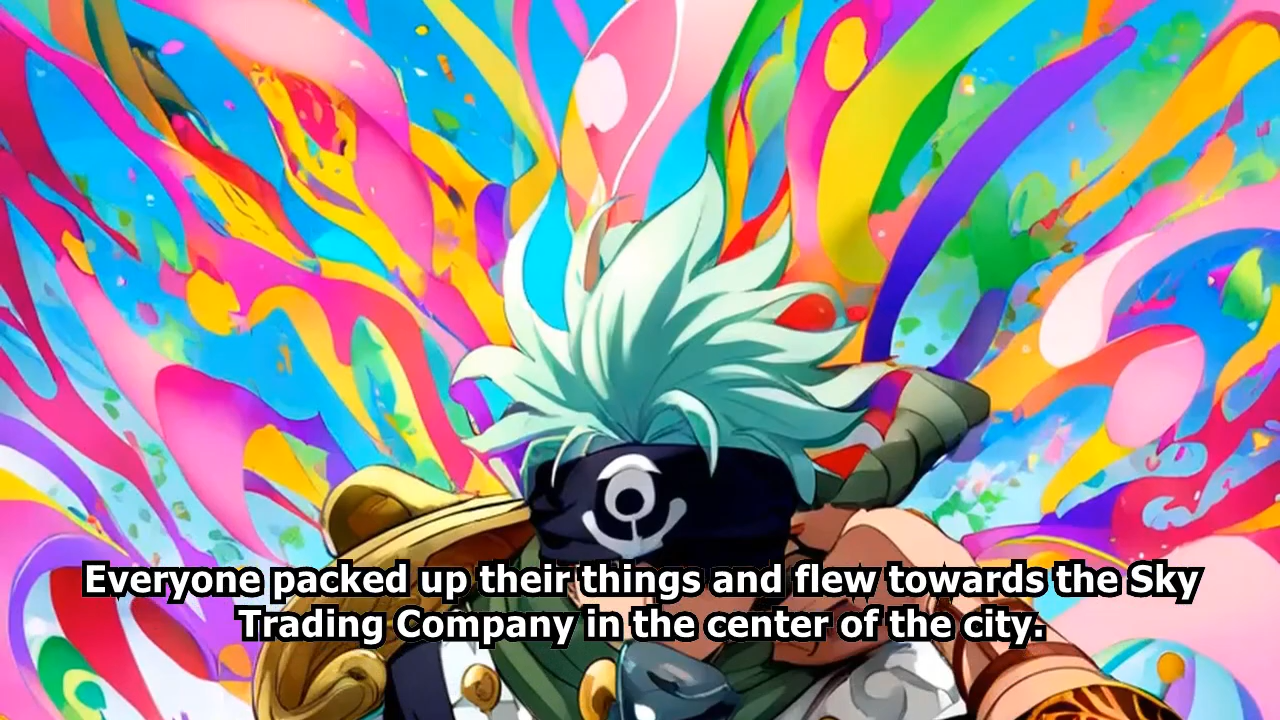 Everyone packed up their things and flew towards the Sky
Trading Company in the center of the city.